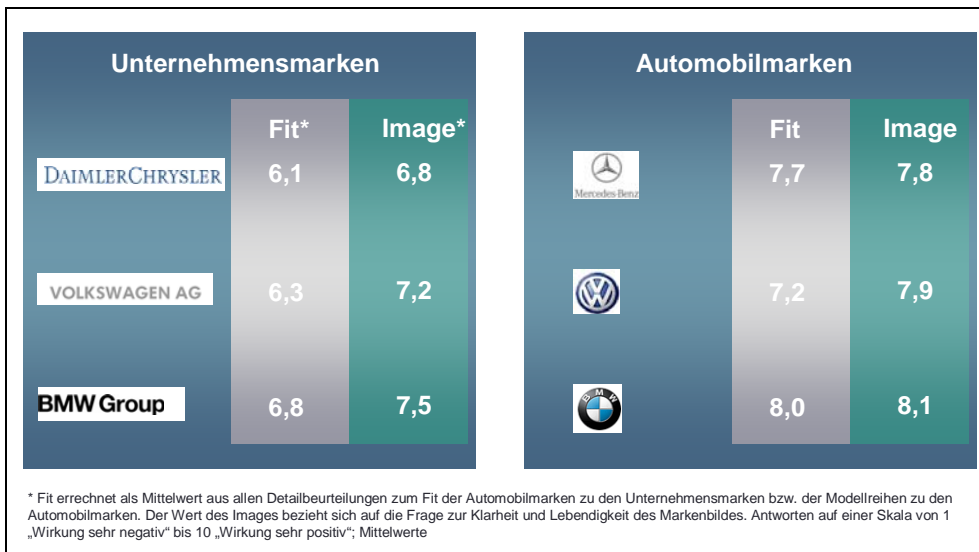 Unternehmensmarken
Fit* Image*
DAIMLERCHRYSLER 6,1 6,8
VOLKSWAGEN AG 6,3 7,2
BMW Group 6,8 7,5
Automobilmarken
Fit Image
Mercedes-Benz 7,7 7,8
VW 7,2 7,9
BMW 8,0 8,1
* Fit errechnet als Mittelwert aus allen Detailbeurteilungen zum Fit der Automobilmarken zu den Unternehmensmarken bzw. der Modellreihen zu den
Automobilmarken. Der Wert des Images bezieht sich auf die Frage zur Klarheit und Lebendigkeit des Markenbildes. Antworten auf einer Skala von 1
„Wirkung sehr negativ“ bis 10 „Wirkung sehr positiv“; Mittelwerte